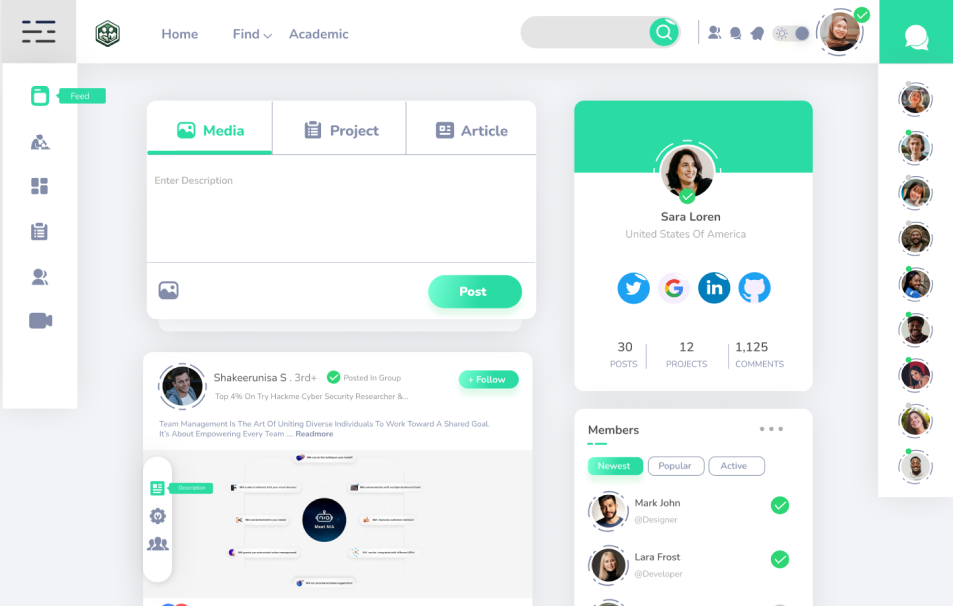 Home
Find
Academic
Feed
Media
Project
Article
Enter Description
Post
Sara Loren
United States Of America
in
30
12
1,125
POSTS
PROJECTS
COMMENTS
Shakeerunisa S . 3rd+
Posted In Group
+ Follow
Top 4% On Try Hackme Cyber Security Researcher &...
Team Management Is The Art Of Uniting Diverse Individuals To Work Toward A Shared Goal.
It's About Empowering Every Team .... Readmore
Description
Meet NIA
Members
Newest
Popular
Active
Mark John
@Designer
Lara Frost
@Developer